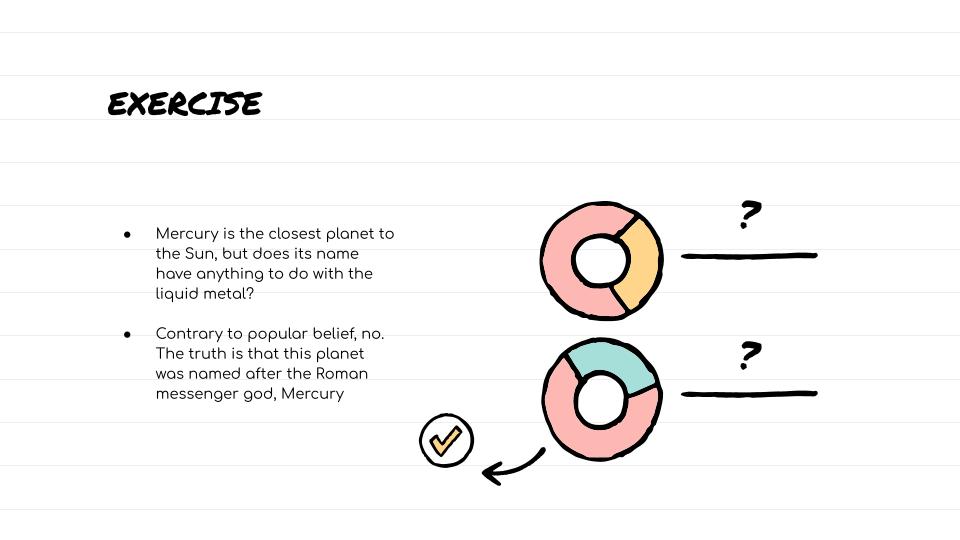 EXERCISE
● Mercury is the closest planet to
the Sun, but does its name
have anything to do with the
liquid metal?
● Contrary to popular belief, no.
The truth is that this planet
was named after the Roman
messenger god, Mercury
?
?